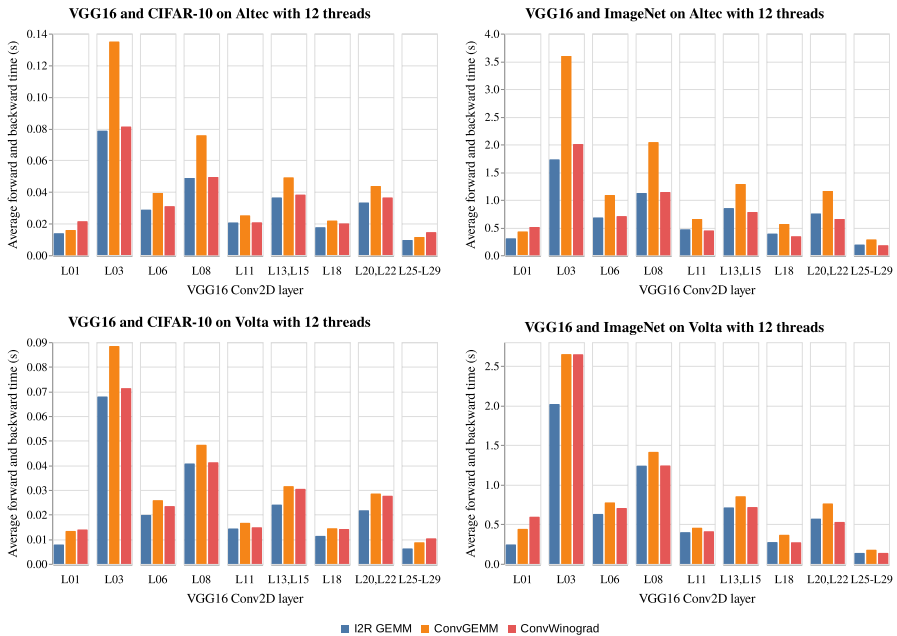 VGG16 and CIFAR-10 on Altec with 12 threads
Average forward and backward time (s)
0.14
0.12
0.10
0.08
0.06
0.04
0.02
0.00
L01 L03 L06 L08 L11 L13,L15 L18 L20,L22 L25-L29
VGG16 Conv2D layer
VGG16 and ImageNet on Altec with 12 threads
Average forward and backward time (s)
4.0
3.5
3.0
2.5
2.0
1.5
1.0
0.5
0.0
L01 L03 L06 L08 L11 L13,L15 L18 L20,L22 L25-L29
VGG16 Conv2D layer
VGG16 and CIFAR-10 on Volta with 12 threads
Average forward and backward time (s)
0.09
0.08
0.07
0.06
0.05
0.04
0.03
0.02
0.01
0.00
L01 L03 L06 L08 L11 L13,L15 L18 L20,L22 L25-L29
VGG16 Conv2D layer
VGG16 and ImageNet on Volta with 12 threads
Average forward and backward time (s)
2.5
2.0
1.5
1.0
0.5
0.0
L01 L03 L06 L08 L11 L13,L15 L18 L20,L22 L25-L29
VGG16 Conv2D layer
I2R GEMM ConvGEMM ConvWinograd